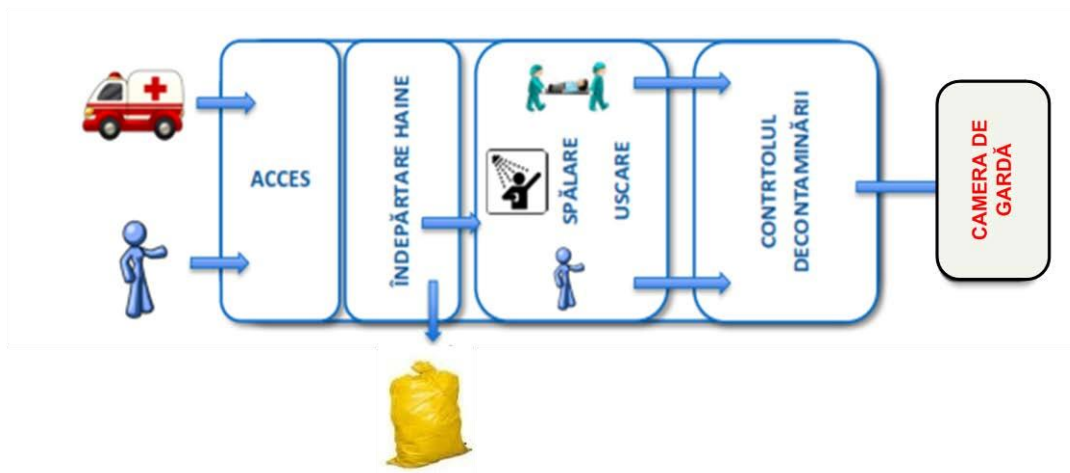 ACCES
ÎNDEPĂRTARE HAINE
SPĂLARE
USCARE
CONTRTOLUL
DECONTAMINĂRII
CAMERA DE
GARDĂ